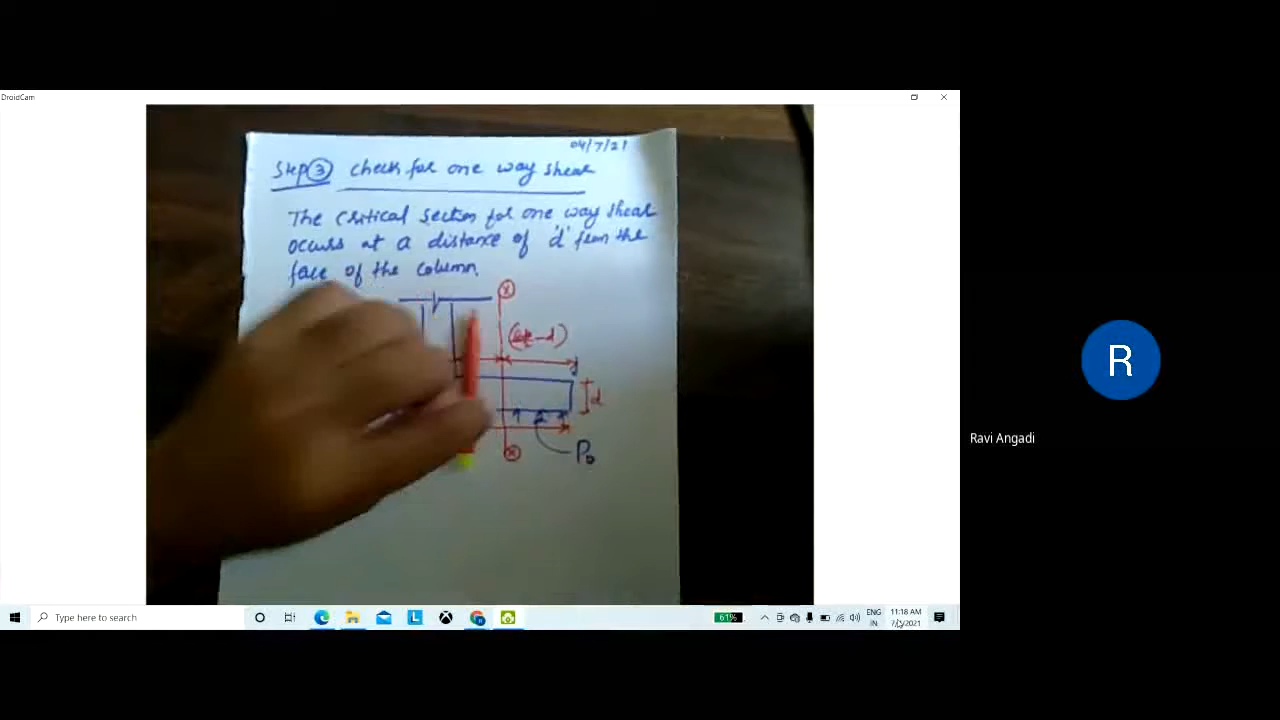 DroidCam
04/7/21
Step 3 check for one way shear
The critical section for one way shear
occurs at a distance of 'd' from the
face of the column.
X
-d)
d
X
Po
R
Ravi Angadi
Type here to search
L
X
61%
ENG
IN
11:18 AM